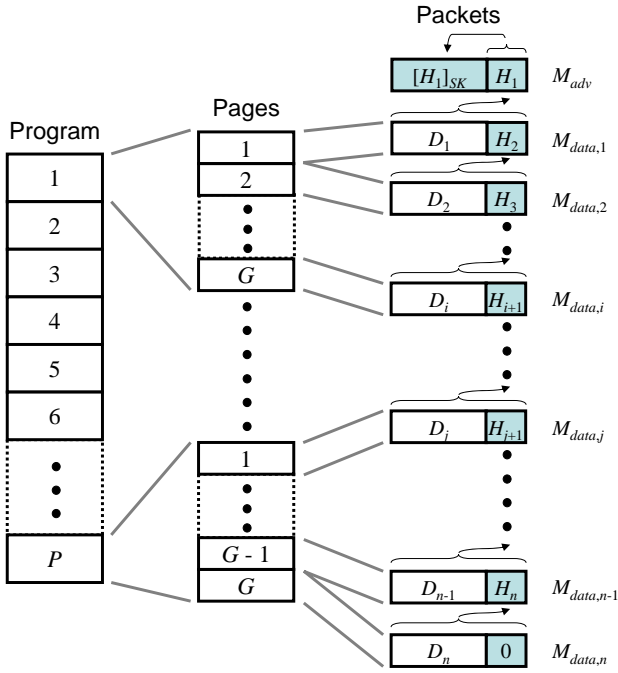 Packets
[H₁]SK H₁ Madv
Pages
Program
1
2
3
4
5
6
P
1
2
G
1
G - 1
G
D₁ H₂ Mdata,1
D₂ H₃ Mdata,2
Dᵢ Hᵢ₊₁ Mdata,i
Dⱼ Hⱼ₊₁ Mdata,j
Dₙ₋₁ Hₙ Mdata,n-1
Dₙ 0 Mdata,n